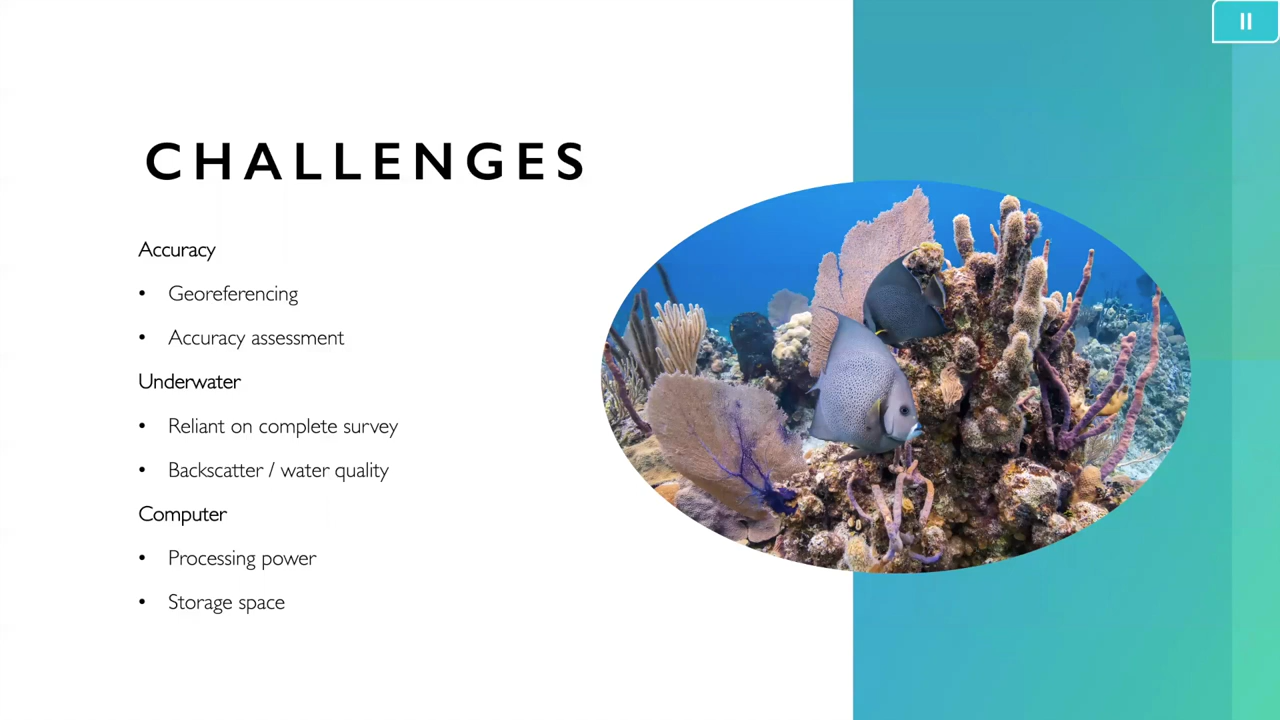 CHALLENGES
Accuracy
• Georeferencing
• Accuracy assessment
Underwater
• Reliant on complete survey
• Backscatter / water quality
Computer
• Processing power
• Storage space